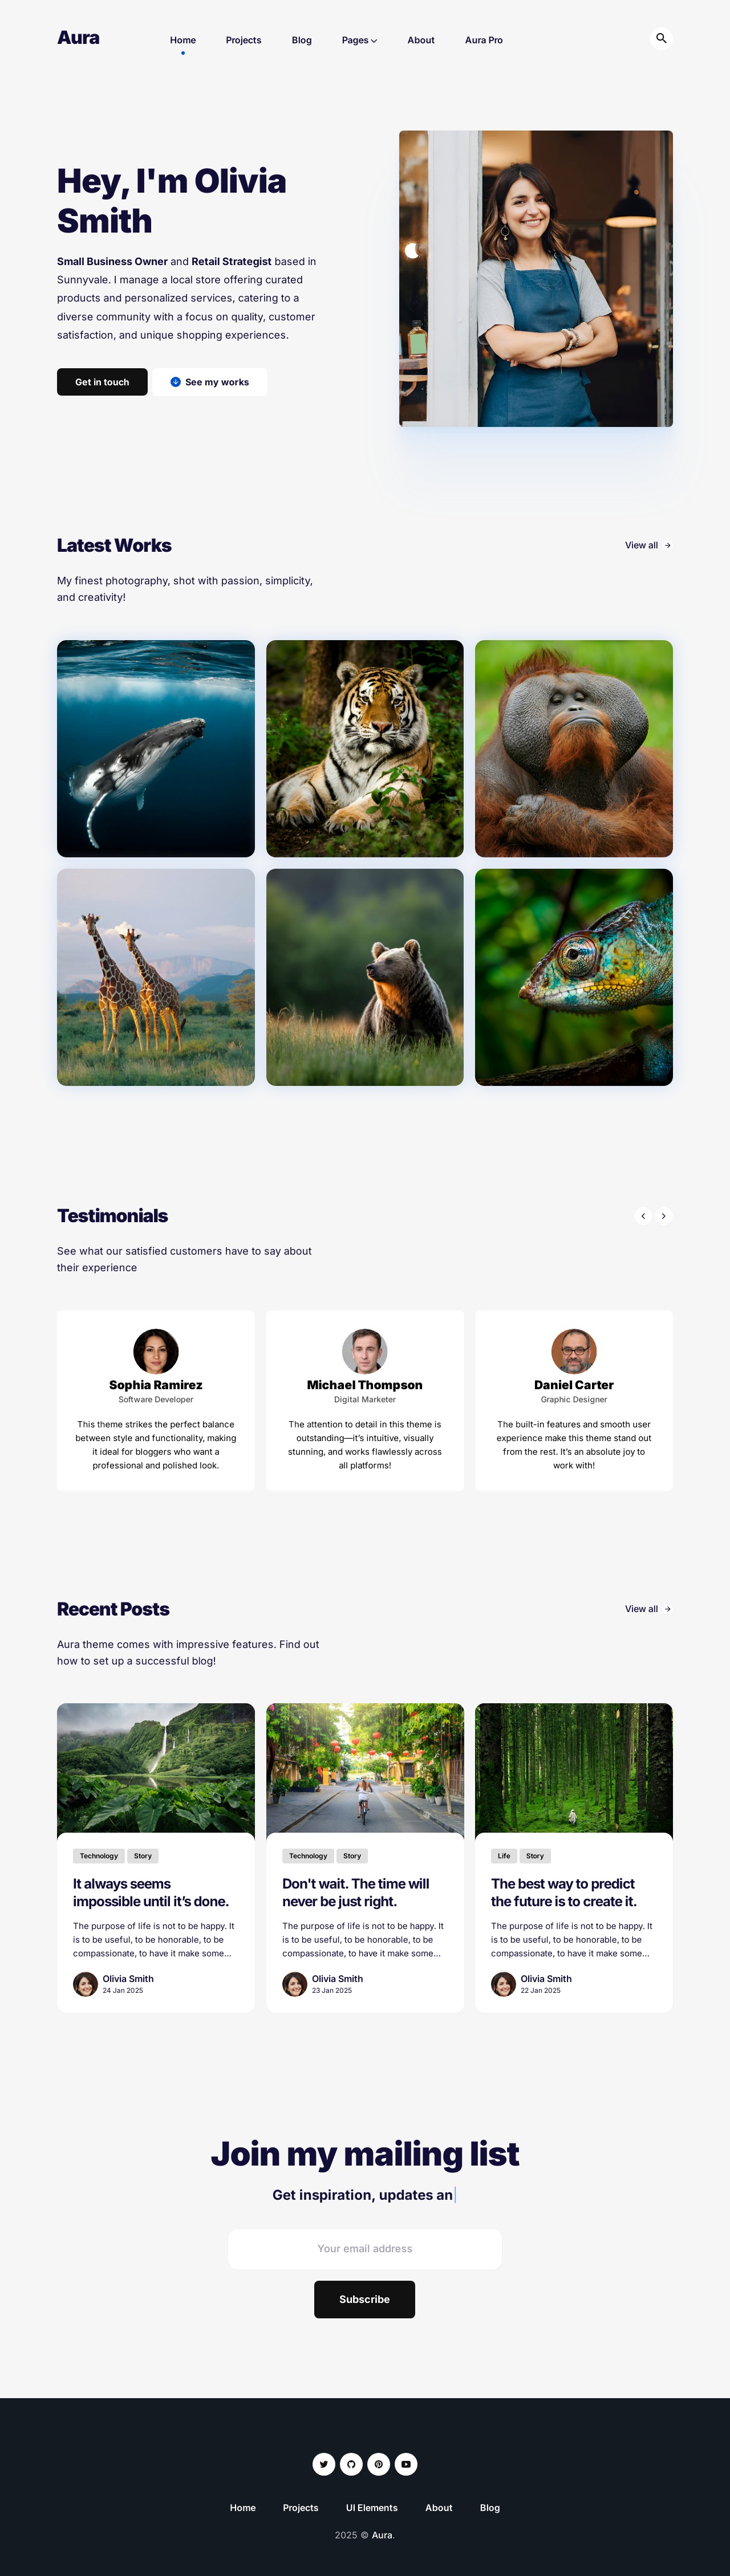 Aura
Home
Projects
Blog
Pages
About
Aura Pro
Hey, I'm Olivia
Smith
Small Business Owner and Retail Strategist based in
Sunnyvale. I manage a local store offering curated
products and personalized services, catering to a
diverse community with a focus on quality, customer
satisfaction, and unique shopping experiences.
Get in touch
See my works
Latest Works
View all
My finest photography, shot with passion, simplicity,
and creativity!
Testimonials
See what our satisfied customers have to say about
their experience
Sophia Ramirez
Software Developer
This theme strikes the perfect balance
between style and functionality, making
it ideal for bloggers who want a
professional and polished look.
Michael Thompson
Digital Marketer
The attention to detail in this theme is
outstanding—it’s intuitive, visually
stunning, and works flawlessly across
all platforms!
Daniel Carter
Graphic Designer
The built-in features and smooth user
experience make this theme stand out
from the rest. It’s an absolute joy to
work with!
Recent Posts
View all
Aura theme comes with impressive features. Find out
how to set up a successful blog!
Technology
Story
It always seems
impossible until it’s done.
The purpose of life is not to be happy. It
is to be useful, to be honorable, to be
compassionate, to have it make some...
Olivia Smith
24 Jan 2025
Technology
Story
Don't wait. The time will
never be just right.
The purpose of life is not to be happy. It
is to be useful, to be honorable, to be
compassionate, to have it make some...
Olivia Smith
23 Jan 2025
Life
Story
The best way to predict
the future is to create it.
The purpose of life is not to be happy. It
is to be useful, to be honorable, to be
compassionate, to have it make some...
Olivia Smith
22 Jan 2025
Join my mailing list
Get inspiration, updates an
Your email address
Subscribe
Home
Projects
UI Elements
About
Blog
2025 © Aura.